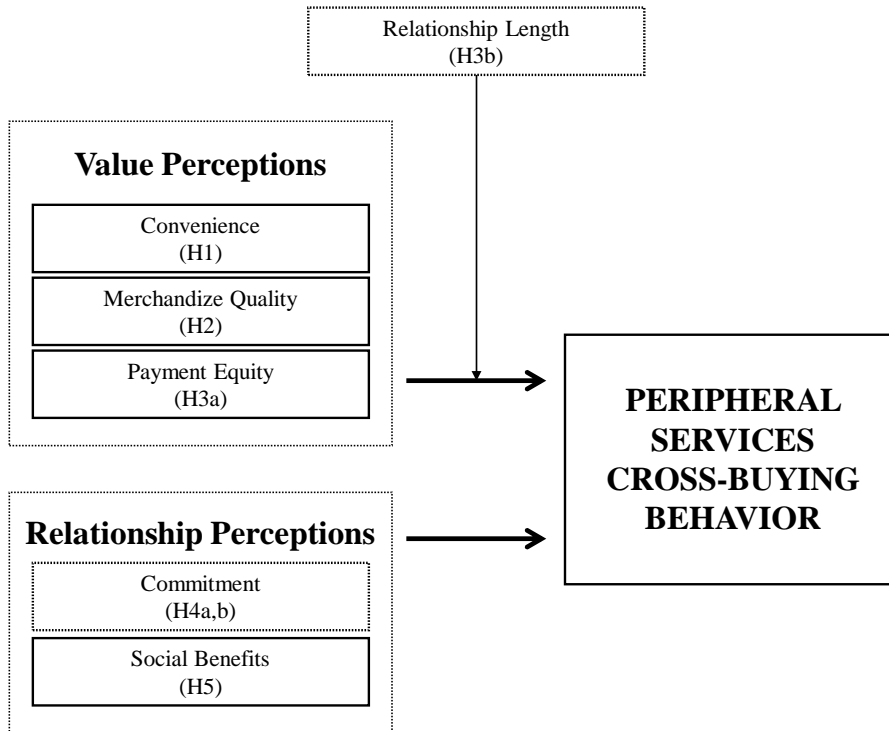 Relationship Length
(H3b)
Value Perceptions
Convenience
(H1)
Merchandize Quality
(H2)
Payment Equity
(H3a)
PERIPHERAL
SERVICES
CROSS-BUYING
BEHAVIOR
Relationship Perceptions
Commitment
(H4a,b)
Social Benefits
(H5)